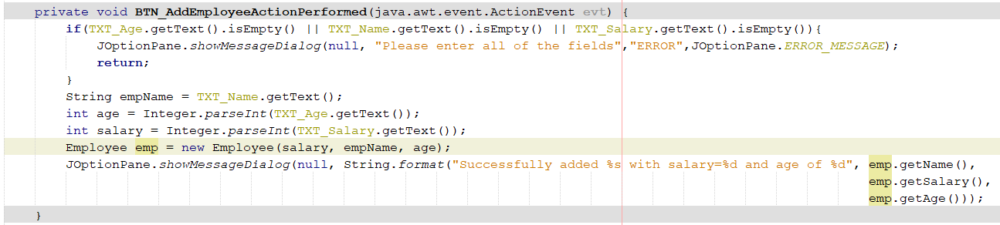 private void BTN_AddEmployeeActionPerformed(java.awt.event.ActionEvent evt) {
    if(TXT_Age.getText().isEmpty() || TXT_Name.getText().isEmpty() || TXT_Salary.getText().isEmpty()){
        JOptionPane.showMessageDialog(null, "Please enter all of the fields","ERROR",JOptionPane.ERROR_MESSAGE);
        return;
    }
    String empName = TXT_Name.getText();
    int age = Integer.parseInt(TXT_Age.getText());
    int salary = Integer.parseInt(TXT_Salary.getText());
    Employee emp = new Employee(salary, empName, age);
    JOptionPane.showMessageDialog(null, String.format("Successfully added %s with salary=%d and age of %d", emp.getName(),
                                                                                                            emp.getSalary(),
                                                                                                            emp.getAge()));
}